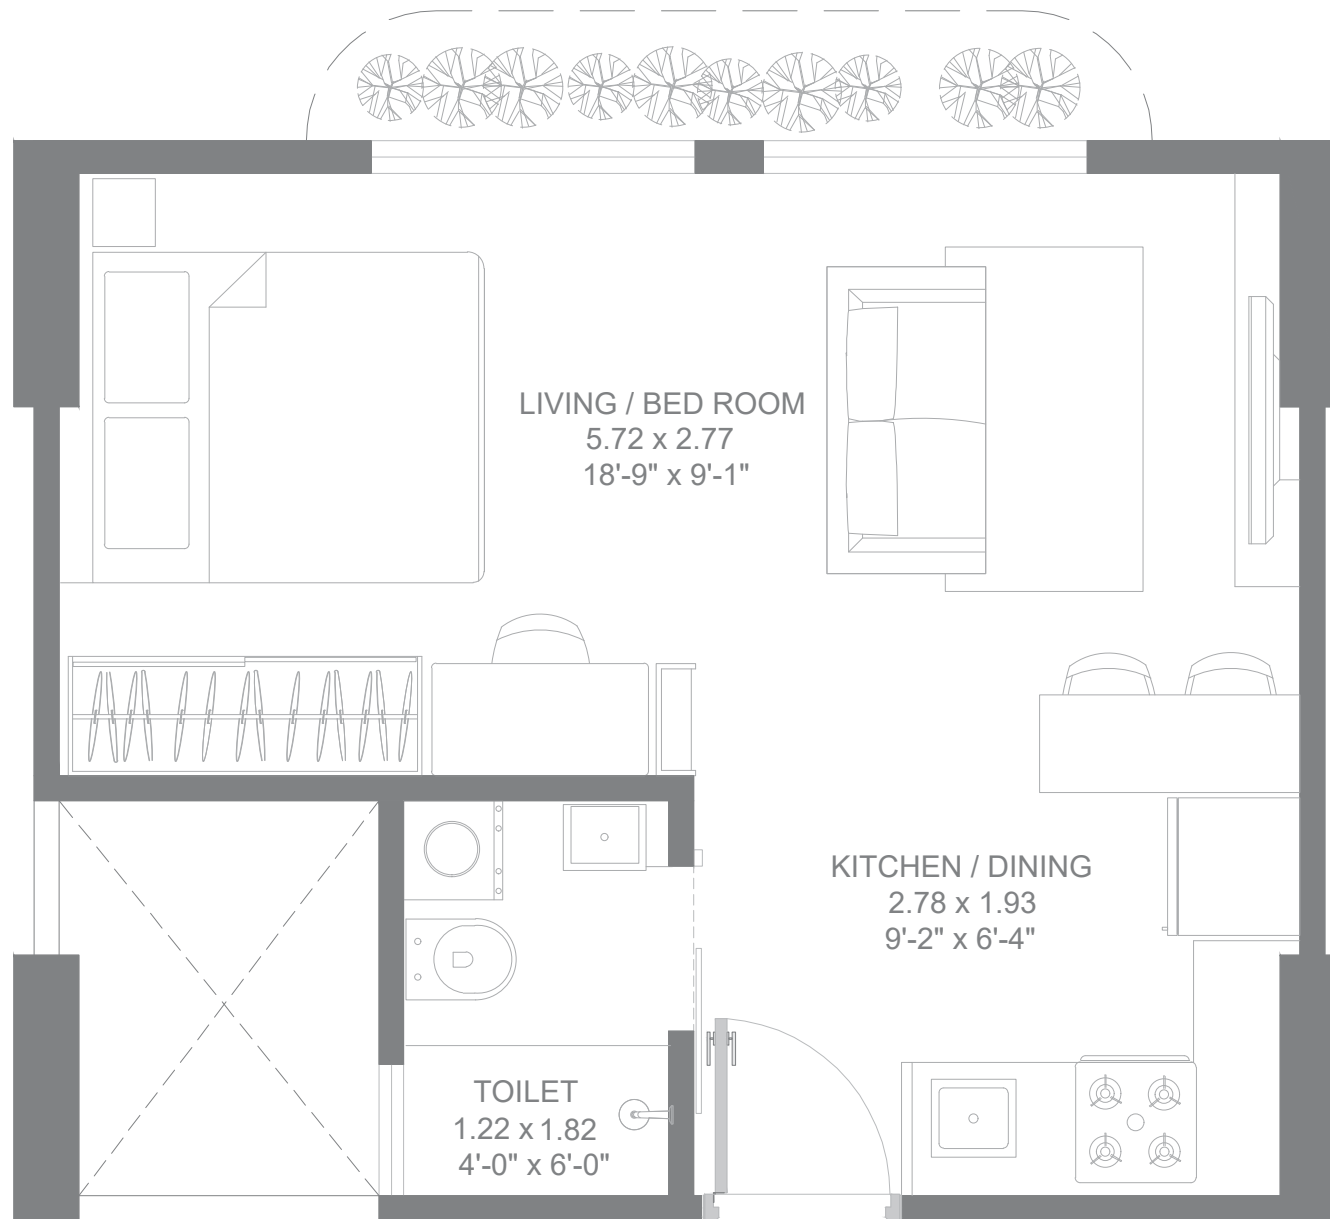 LIVING / BED ROOM
5.72 x 2.77
18'-9" x 9'-1"
KITCHEN / DINING
2.78 x 1.93
9'-2" x 6'-4"
TOILET
1.22 x 1.82
4'-0" x 6'-0"